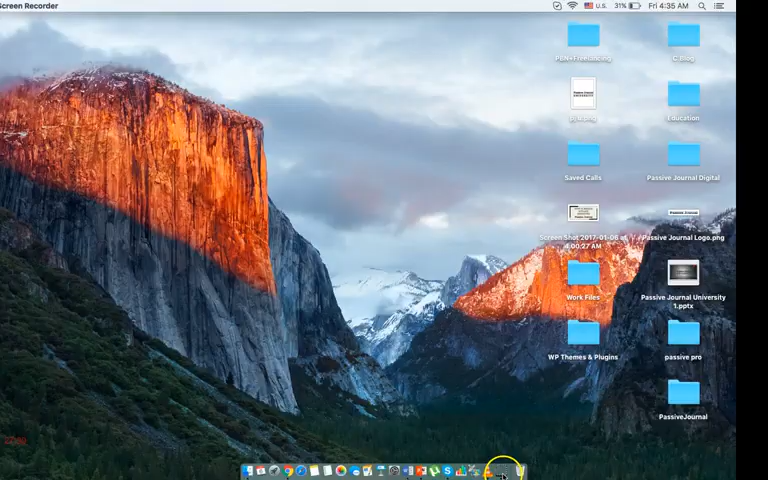 Screen Recorder
U.S. 31% Fri 4:35 AM
C Blog
Education
Saved Calls
Passive Journal Digital
Screen Shot 2017-01-06 at
4.00.27 AM
Passive Journal Logo.png
Work Files
Passive Journal University
1.pptx
WP Themes & Plugins
passive pro
PassiveJournal